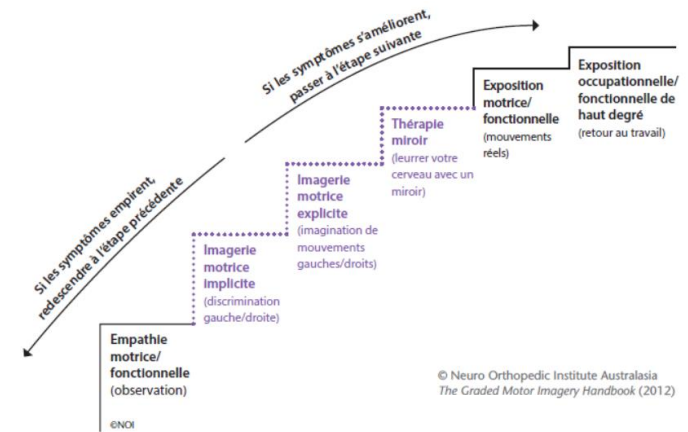 Si les symptômes s'améliorent,
passer à l'étape suivante
Si les symptômes empirent,
redescendre à l'étape précédente
Empathie
motrice/
fonctionnelle
(observation)
©NOI
Imagerie
motrice
implicite
(discrimination
gauche/droite)
Imagerie
motrice
explicite
(imagination de
mouvements
gauches/droits)
Thérapie
miroir
(leurrer votre
cerveau avec un
miroir)
Exposition
motrice/
fonctionnelle
(mouvements
réels)
Exposition
occupationnelle/
fonctionnelle de
haut degré
(retour au travail)
© Neuro Orthopedic Institute Australasia
The Graded Motor Imagery Handbook (2012)